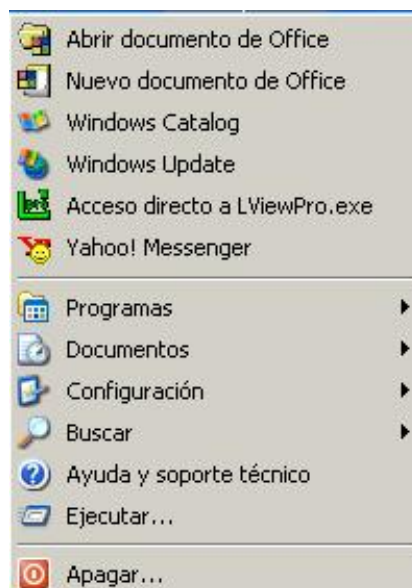 Abrir documento de Office
Nuevo documento de Office
Windows Catalog
Windows Update
Acceso directo a LViewPro.exe
Yahoo! Messenger
Programas
Documentos
Configuración
Buscar
Ayuda y soporte técnico
Ejecutar...
Apagar...